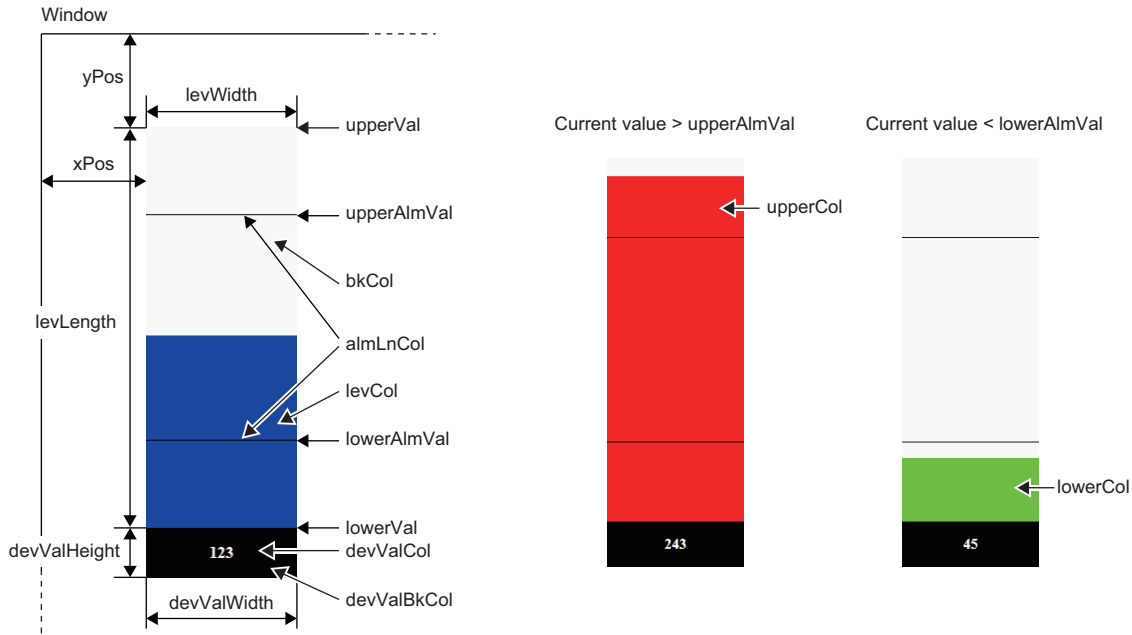 Window
yPos
levWidth
upperVal
xPos
upperAlmVal
bkCol
levLength
almLnCol
levCol
lowerAlmVal
lowerVal
devValHeight
123
devValCol
devValWidth
devValBkCol
Current value > upperAlmVal
upperCol
243
Current value < lowerAlmVal
lowerCol
45